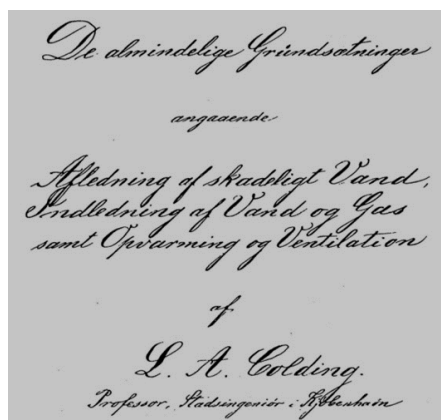 De almindelige Grundsætninger
angaaende
Afledning af skadeligt Vand,
Indledning af Vand og Gas
samt Opvarming og Ventilation
af
L. A. Colding.
Professor, Stadsingeniør i Kjøbenhavn